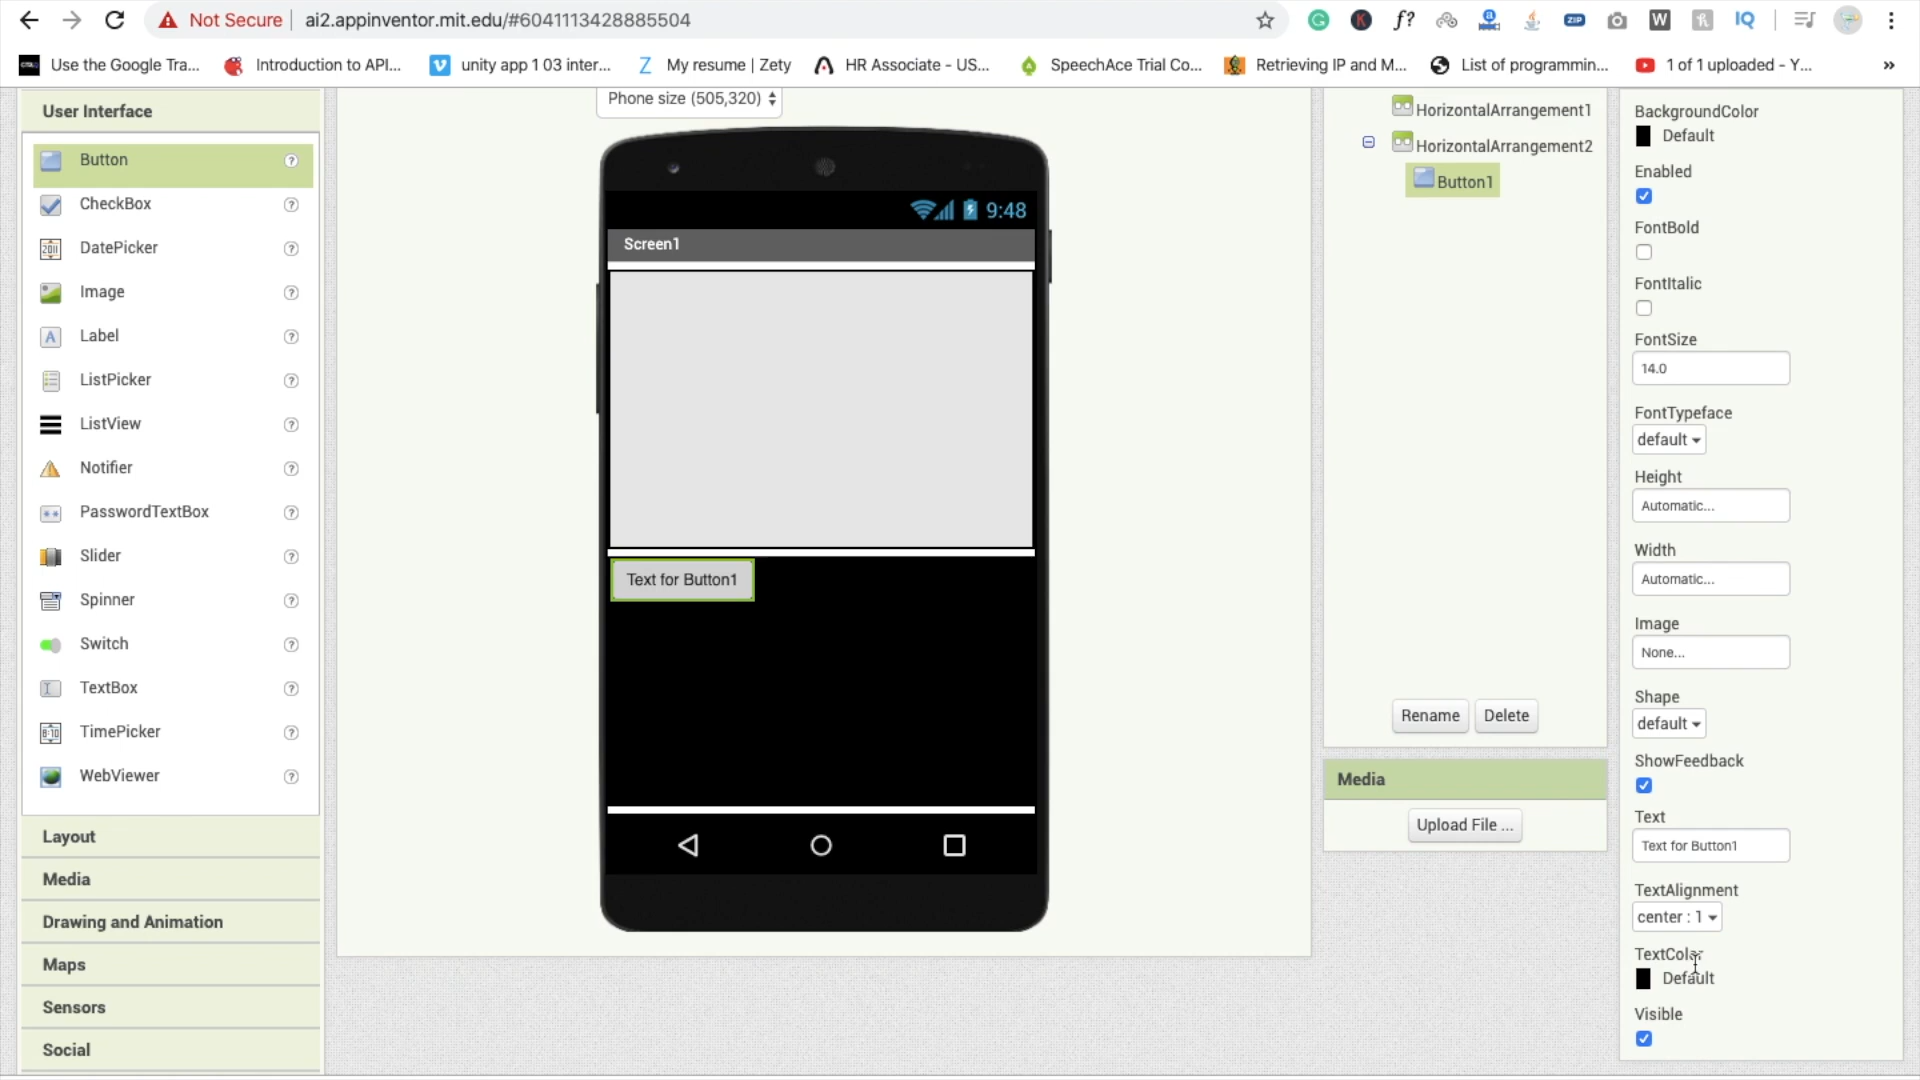 Not Secure
ai2.appinventor.mit.edu/#6041113428885504
Use the Google Tra...
Introduction to API...
unity app 1 03 inter...
My resume | Zety
HR Associate - US...
SpeechAce Trial Co...
Retrieving IP and M...
List of programmin...
1 of 1 uploaded - Y...
»
User Interface
Button
CheckBox
DatePicker
Image
Label
ListPicker
ListView
Notifier
PasswordTextBox
Slider
Spinner
Switch
TextBox
TimePicker
WebViewer
Layout
Media
Drawing and Animation
Maps
Sensors
Social
Phone size (505,320)
9:48
Screen1
Text for Button1
HorizontalArrangement1
HorizontalArrangement2
Button1
Rename
Delete
Media
Upload File ...
BackgroundColor
Default
Enabled
FontBold
FontItalic
FontSize
14.0
FontTypeface
default
Height
Automatic...
Width
Automatic...
Image
None...
Shape
default
ShowFeedback
Text
Text for Button1
TextAlignment
center : 1
TextColor
Default
Visible